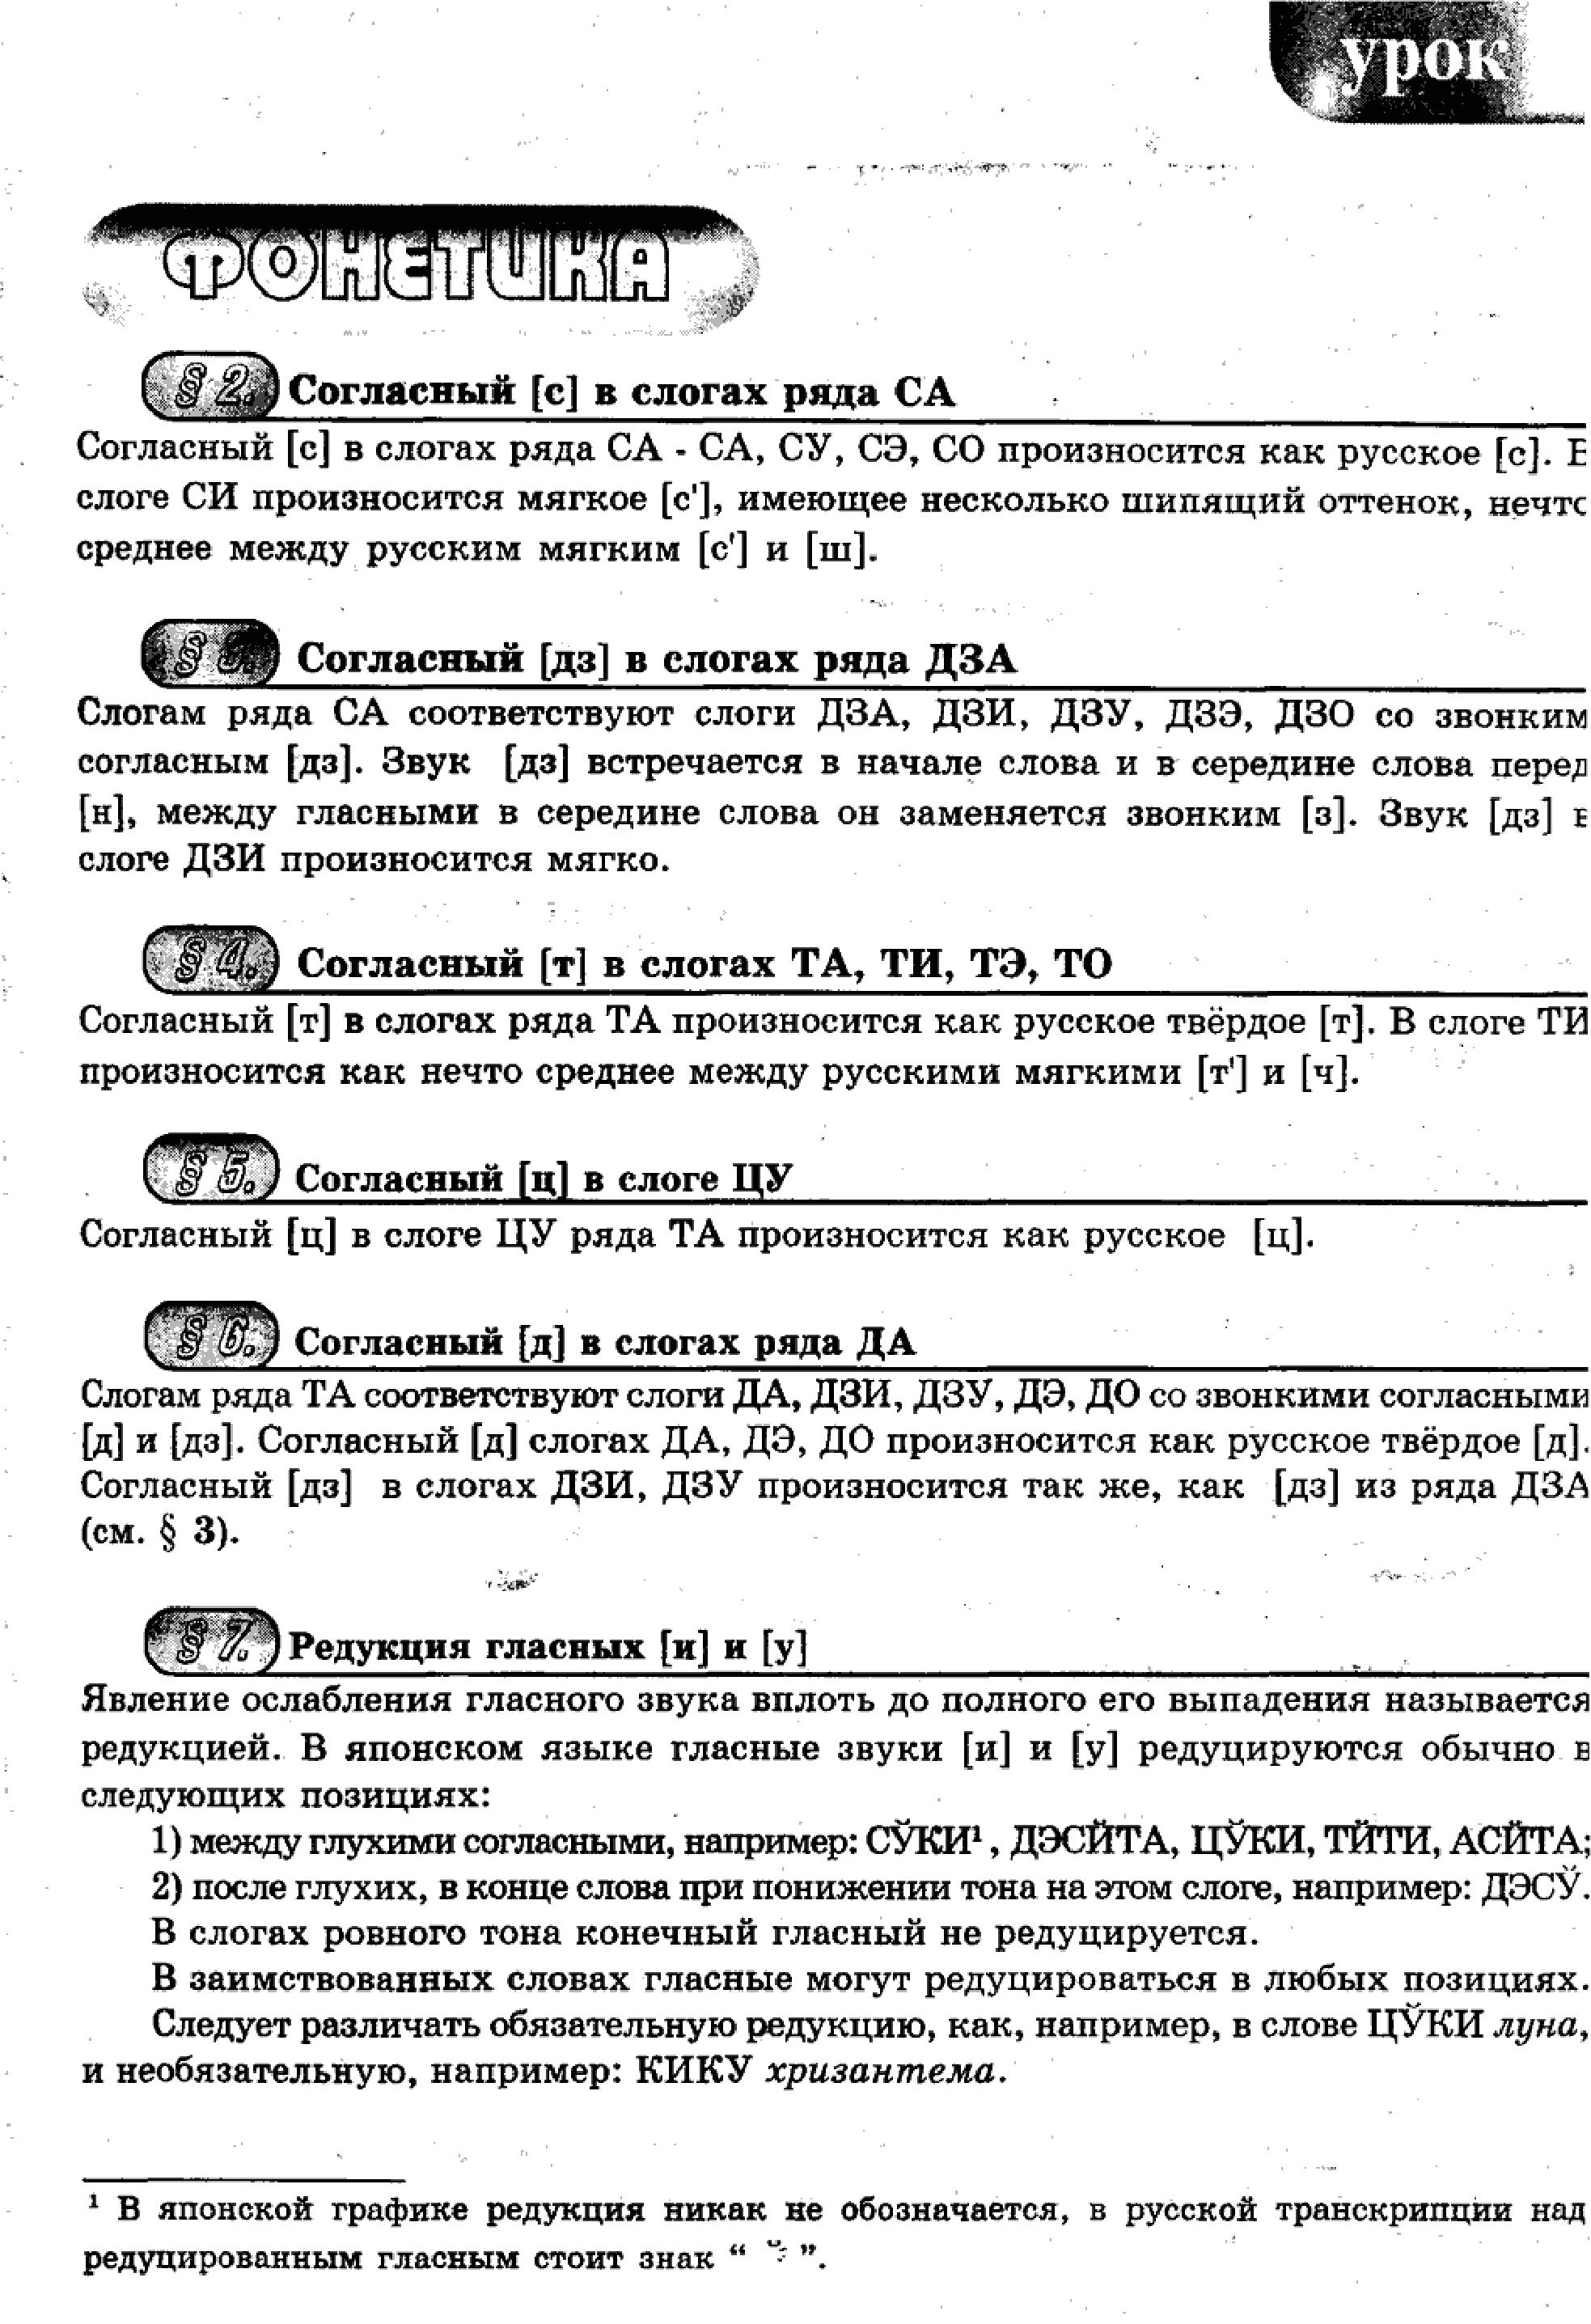 урок
ФОНЕТИКА
§ 2. Согласный [с] в слогах ряда СА
Согласный [с] в слогах ряда СА - СА, СУ, СЭ, СО произносится как русское [с]. В
слоге СИ произносится мягкое [с'], имеющее несколько шипящий оттенок, нечто
среднее между русским мягким [с'] и [ш].
§ 3. Согласный [дз] в слогах ряда ДЗА
Слогам ряда СА соответствуют слоги ДЗА, ДЗИ, ДЗУ, ДЗЭ, ДЗО со звонким
согласным [дз]. Звук [дз] встречается в начале слова и в середине слова перед
[н], между гласными в середине слова он заменяется звонким [з]. Звук [дз] в
слоге ДЗИ произносится мягко.
§ 4. Согласный [т] в слогах ТА, ТИ, ТЭ, ТО
Согласный [т] в слогах ряда ТА произносится как русское твёрдое [т]. В слоге ТИ
произносится как нечто среднее между русскими мягкими [т'] и [ч].
§ 5. Согласный [ц] в слоге ЦУ
Согласный [ц] в слоге ЦУ ряда ТА произносится как русское [ц].
§ 6. Согласный [д] в слогах ряда ДА
Слогам ряда ТА соответствуют слоги ДА, ДЗИ, ДЗУ, ДЭ, ДО со звонкими согласными
[д] и [дз]. Согласный [д] слогах ДА, ДЭ, ДО произносится как русское твёрдое [д].
Согласный [дз] в слогах ДЗИ, ДЗУ произносится так же, как [дз] из ряда ДЗА
(см. § 3).
§ 7. Редукция гласных [и] и [у]
Явление ослабления гласного звука вплоть до полного его выпадения называется
редукцией. В японском языке гласные звуки [и] и [у] редуцируются обычно в
следующих позициях:
1) между глухими согласными, например: СЎКИ¹, ДЭСЙТА, ЦЎКИ, ТЙТИ, АСЙТА;
2) после глухих, в конце слова при понижении тона на этом слоге, например: ДЭСЎ.
В слогах ровного тона конечный гласный не редуцируется.
В заимствованных словах гласные могут редуцироваться в любых позициях.
Следует различать обязательную редукцию, как, например, в слове ЦЎКИ луна,
и необязательную, например: КИКУ хризантема.
¹ В японской графике редукция никак не обозначается, в русской транскрипции над
редуцированным гласным стоит знак “ ˘ ”.